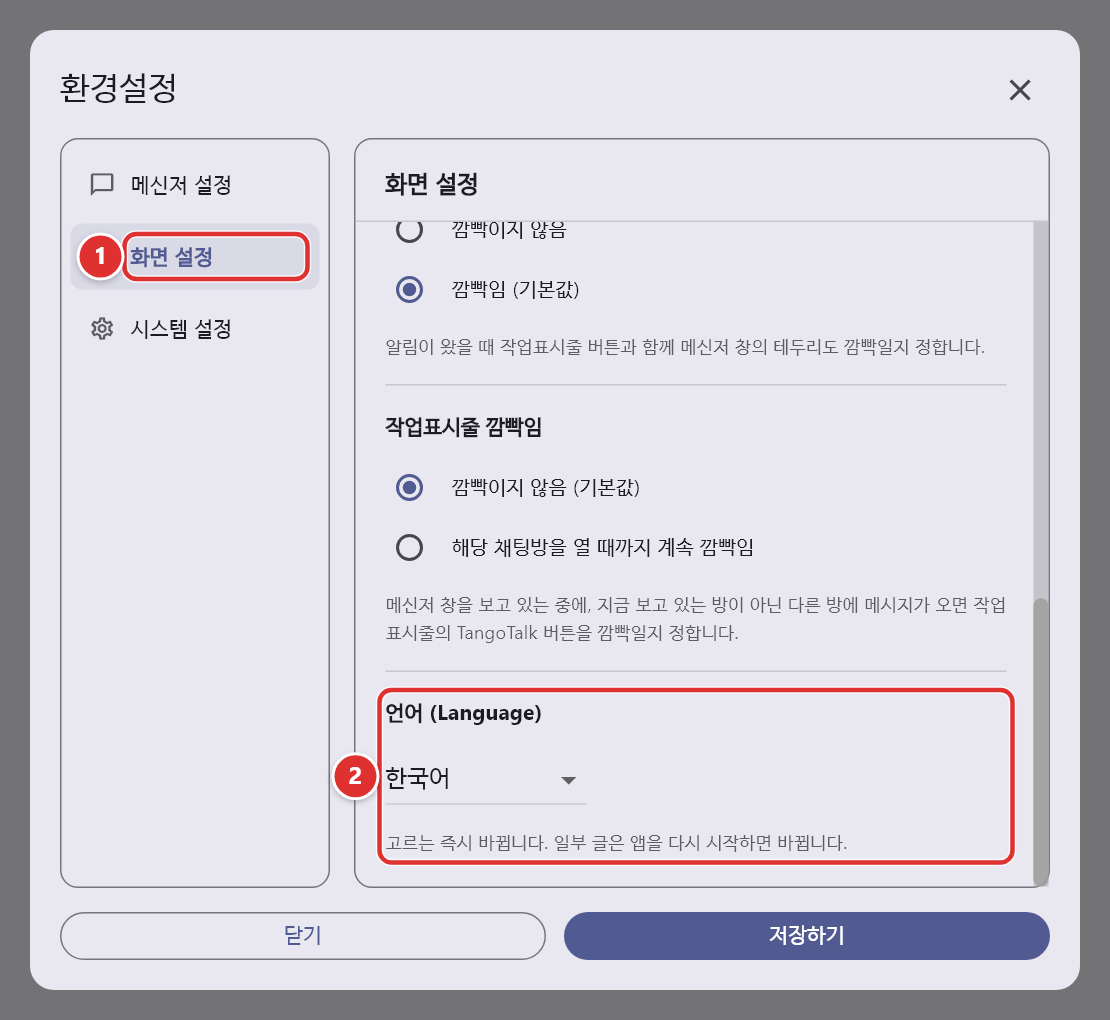 환경설정
메신저 설정
1
화면 설정
시스템 설정
화면 설정
깜빡이지 않음
깜빡임 (기본값)
알림이 왔을 때 작업표시줄 버튼과 함께 메신저 창의 테두리도 깜빡일지 정합니다.
작업표시줄 깜빡임
깜빡이지 않음 (기본값)
해당 채팅방을 열 때까지 계속 깜빡임
메신저 창을 보고 있는 중에, 지금 보고 있는 방이 아닌 다른 방에 메시지가 오면 작업
표시줄의 TangoTalk 버튼을 깜빡일지 정합니다.
언어 (Language)
2
한국어
고르는 즉시 바뀝니다. 일부 글은 앱을 다시 시작하면 바뀝니다.
닫기
저장하기